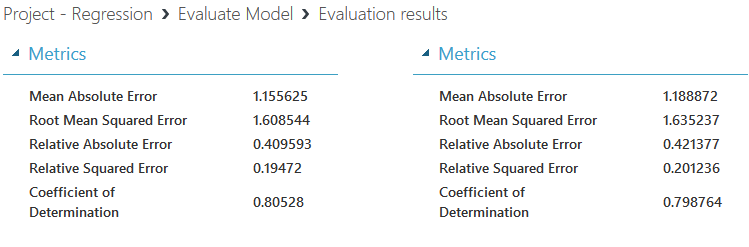 Project - Regression › Evaluate Model › Evaluation results
Metrics
Mean Absolute Error 1.155625
Root Mean Squared Error 1.608544
Relative Absolute Error 0.409593
Relative Squared Error 0.19472
Coefficient of
Determination 0.80528
Metrics
Mean Absolute Error 1.188872
Root Mean Squared Error 1.635237
Relative Absolute Error 0.421377
Relative Squared Error 0.201236
Coefficient of
Determination 0.798764